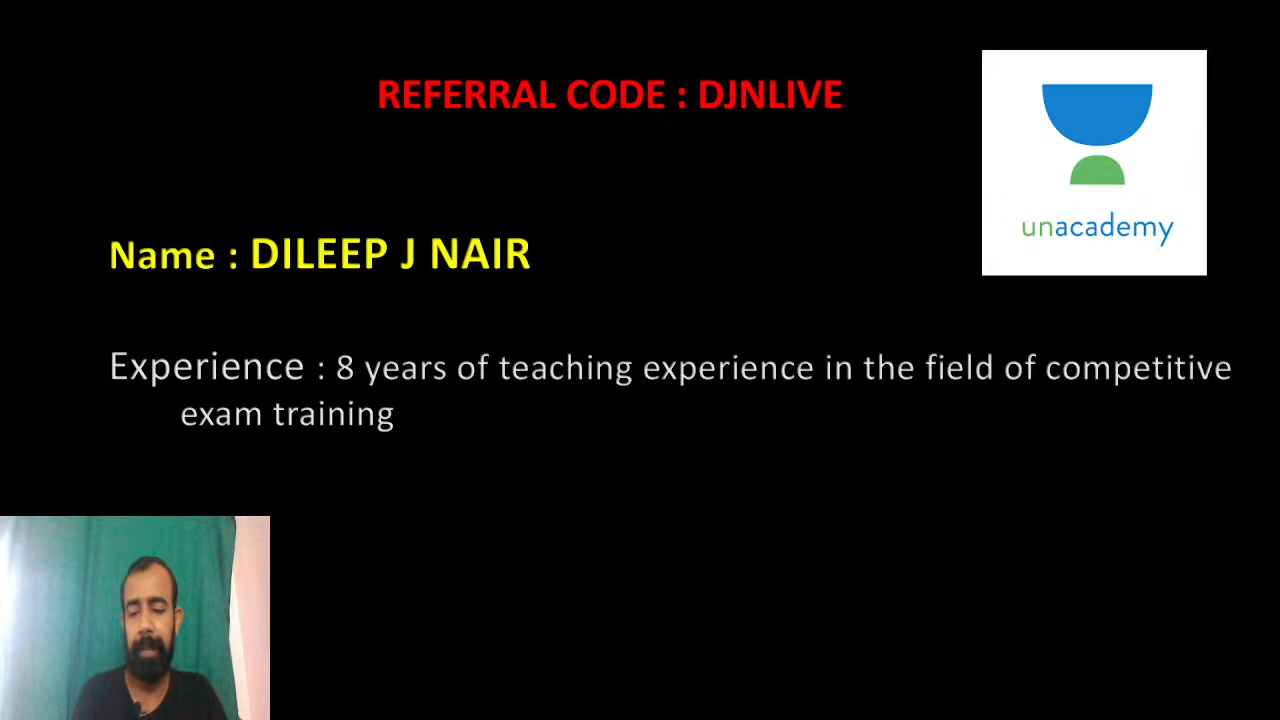 REFERRAL CODE : DJNLIVE
unacademy
Name : DILEEP J NAIR
Experience : 8 years of teaching experience in the field of competitive
exam training